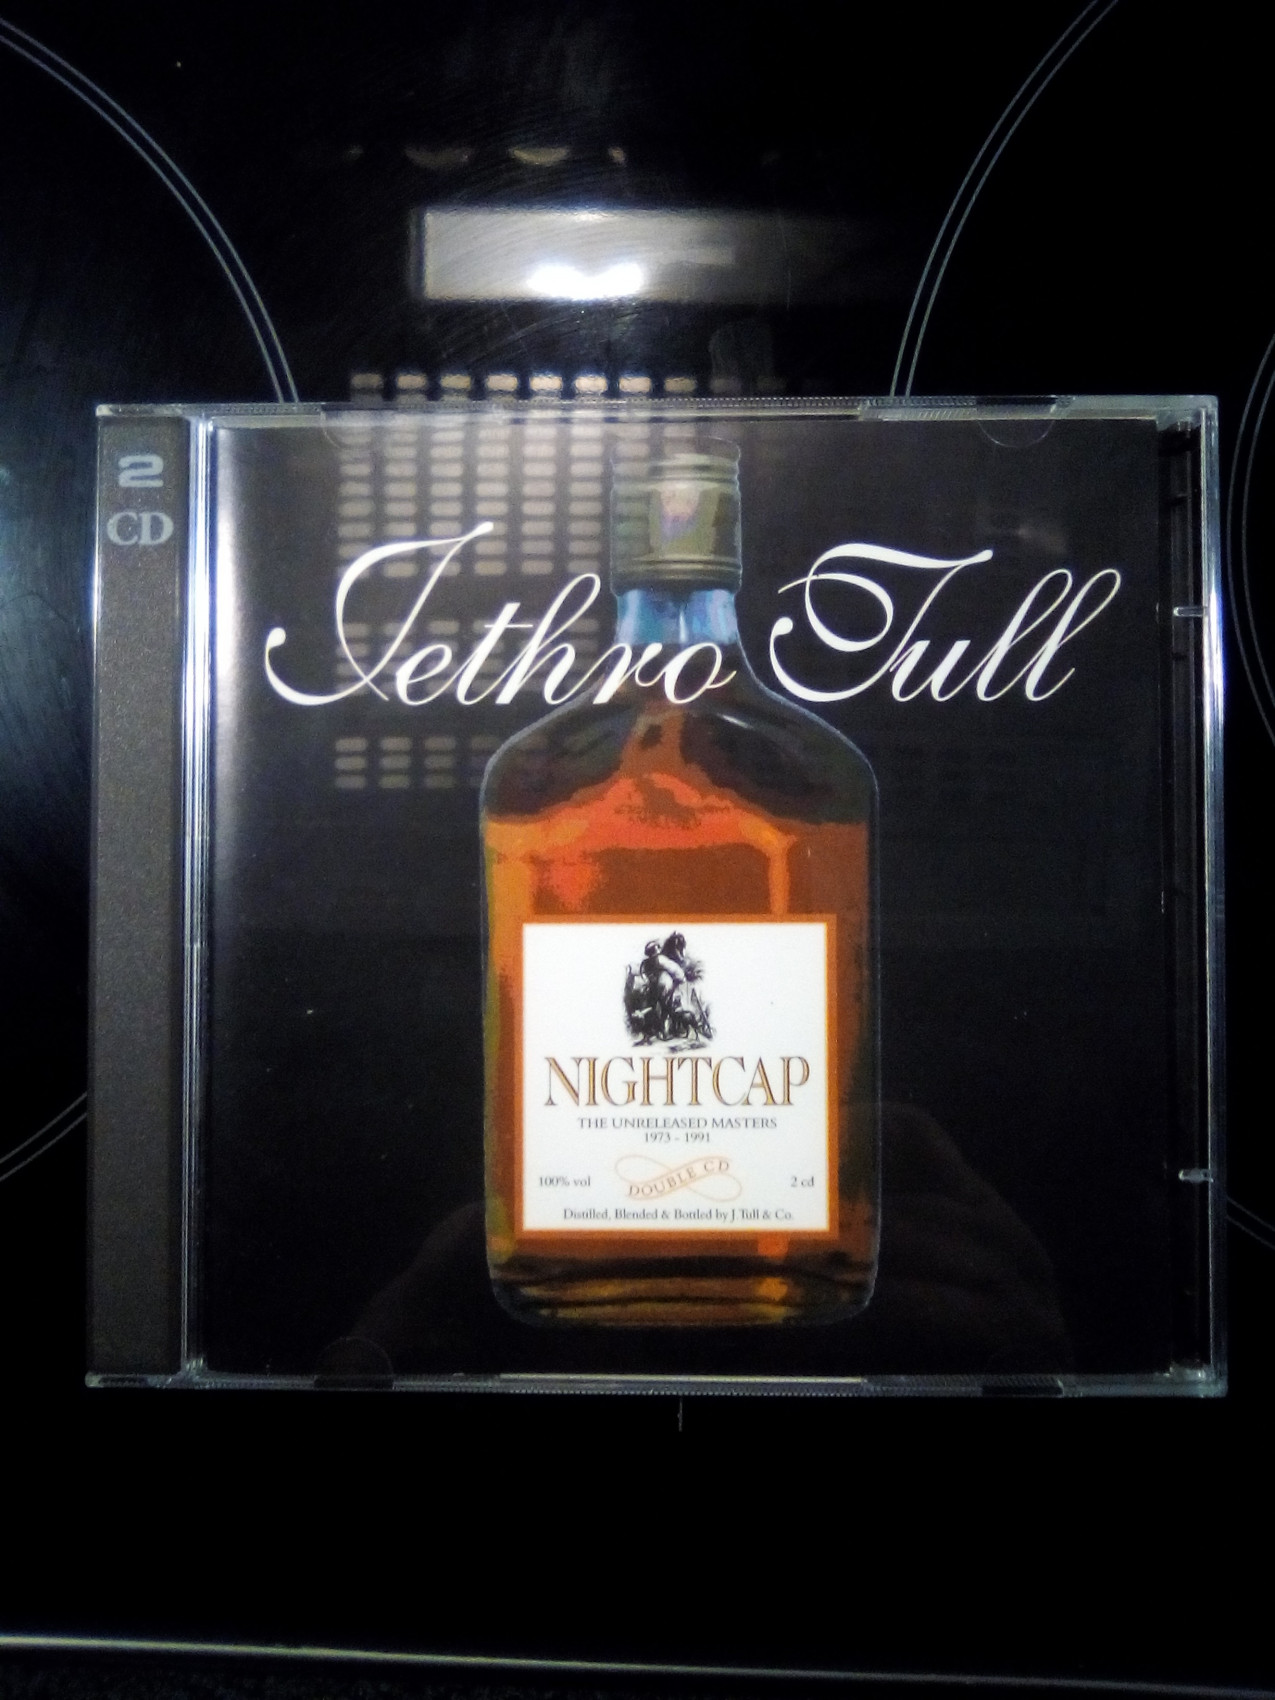 2
CD
Jethro Tull
NIGHTCAP
THE UNRELEASED MASTERS
1973 - 1991
100% vol
DOUBLE CD
2 cd
Distilled, Blended & Bottled by J. Tull & Co.